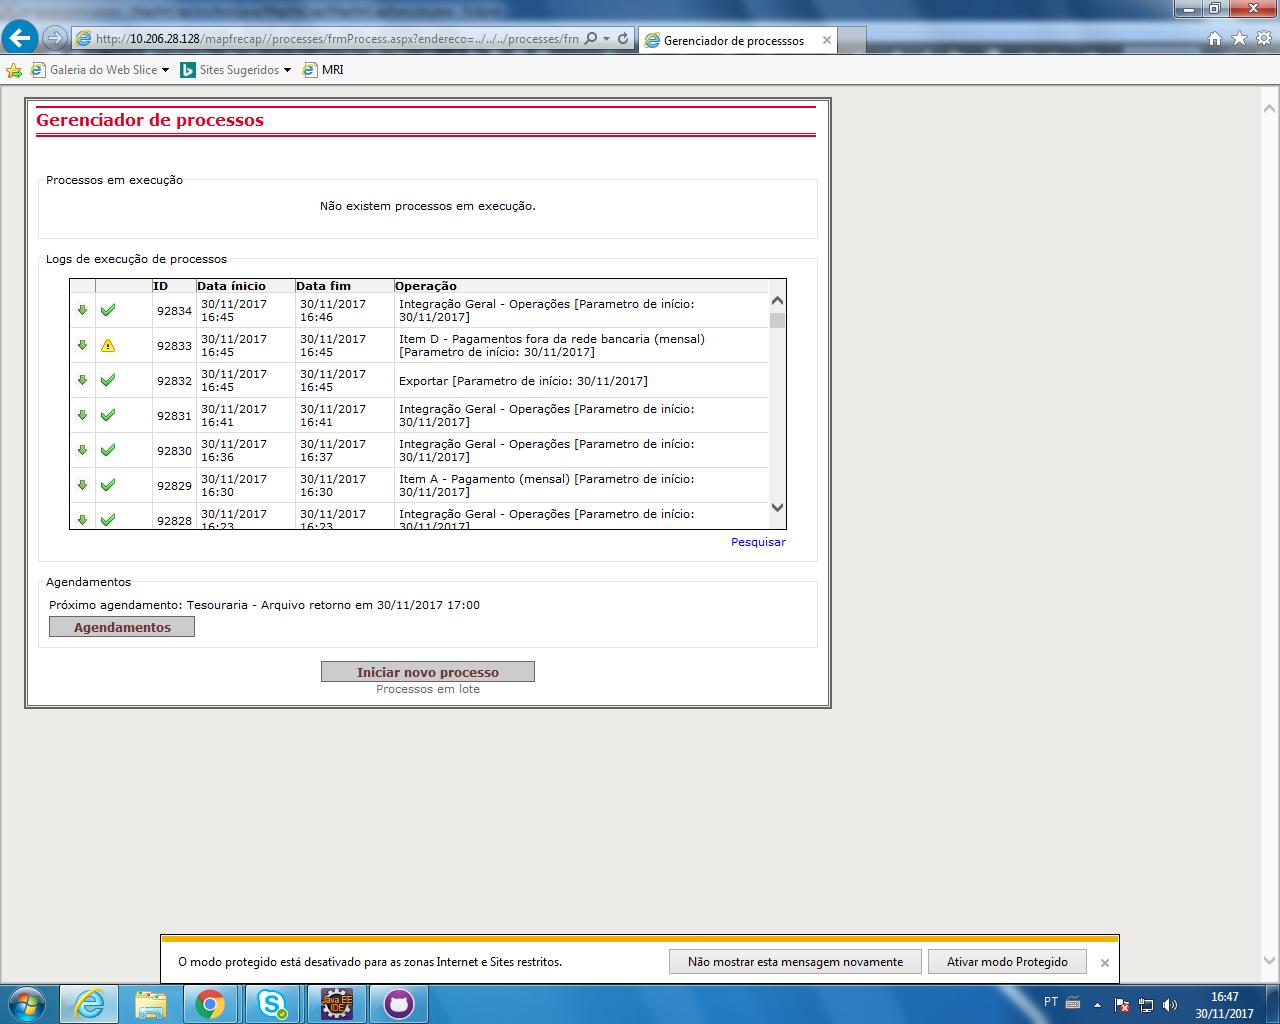 http://10.206.28.128/mapfrecap//processes/frmProcess.aspx?endereco=../../../processes/frm
Gerenciador de processsos
Galeria do Web Slice
Sites Sugeridos
MRI
Gerenciador de processos
Processos em execução
Não existem processos em execução.
Logs de execução de processos
ID Data ínicio Data fim Operação
92834 30/11/2017 16:45 30/11/2017 16:46 Integração Geral - Operações [Parametro de início: 30/11/2017]
92833 30/11/2017 16:45 30/11/2017 16:45 Item D - Pagamentos fora da rede bancaria (mensal) [Parametro de início: 30/11/2017]
92832 30/11/2017 16:45 30/11/2017 16:45 Exportar [Parametro de início: 30/11/2017]
92831 30/11/2017 16:41 30/11/2017 16:41 Integração Geral - Operações [Parametro de início: 30/11/2017]
92830 30/11/2017 16:36 30/11/2017 16:37 Integração Geral - Operações [Parametro de início: 30/11/2017]
92829 30/11/2017 16:30 30/11/2017 16:30 Item A - Pagamento (mensal) [Parametro de início: 30/11/2017]
92828 30/11/2017 16:23 30/11/2017 16:23 Integração Geral - Operações [Parametro de início: 30/11/2017]
Pesquisar
Agendamentos
Próximo agendamento: Tesouraria - Arquivo retorno em 30/11/2017 17:00
Agendamentos
Iniciar novo processo
Processos em lote
O modo protegido está desativado para as zonas Internet e Sites restritos.
Não mostrar esta mensagem novamente
Ativar modo Protegido
Java EE
IDE
PT
16:47
30/11/2017